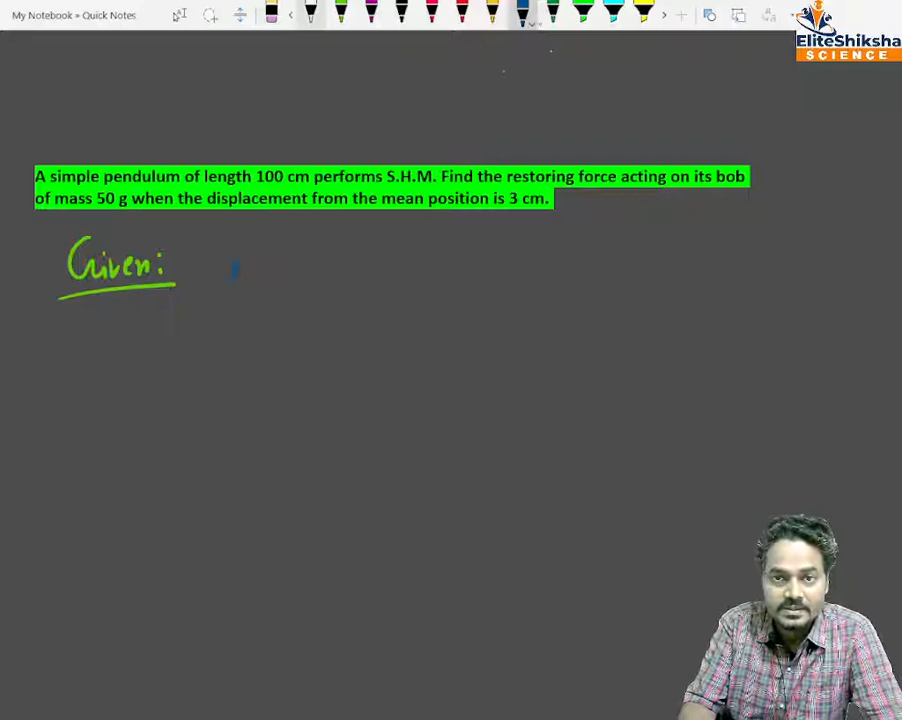 My Notebook » Quick Notes
EliteShiksha
SCIENCE
A simple pendulum of length 100 cm performs S.H.M. Find the restoring force acting on its bob
of mass 50 g when the displacement from the mean position is 3 cm.
Given: